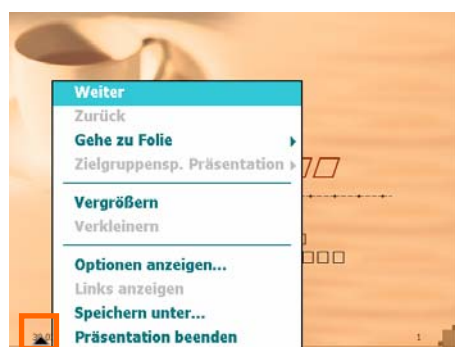 Weiter
Zurück
Gehe zu Folie
Zielgruppensp. Präsentation
Vergrößern
Verkleinern
Optionen anzeigen...
Links anzeigen
Speichern unter...
Präsentation beenden
1